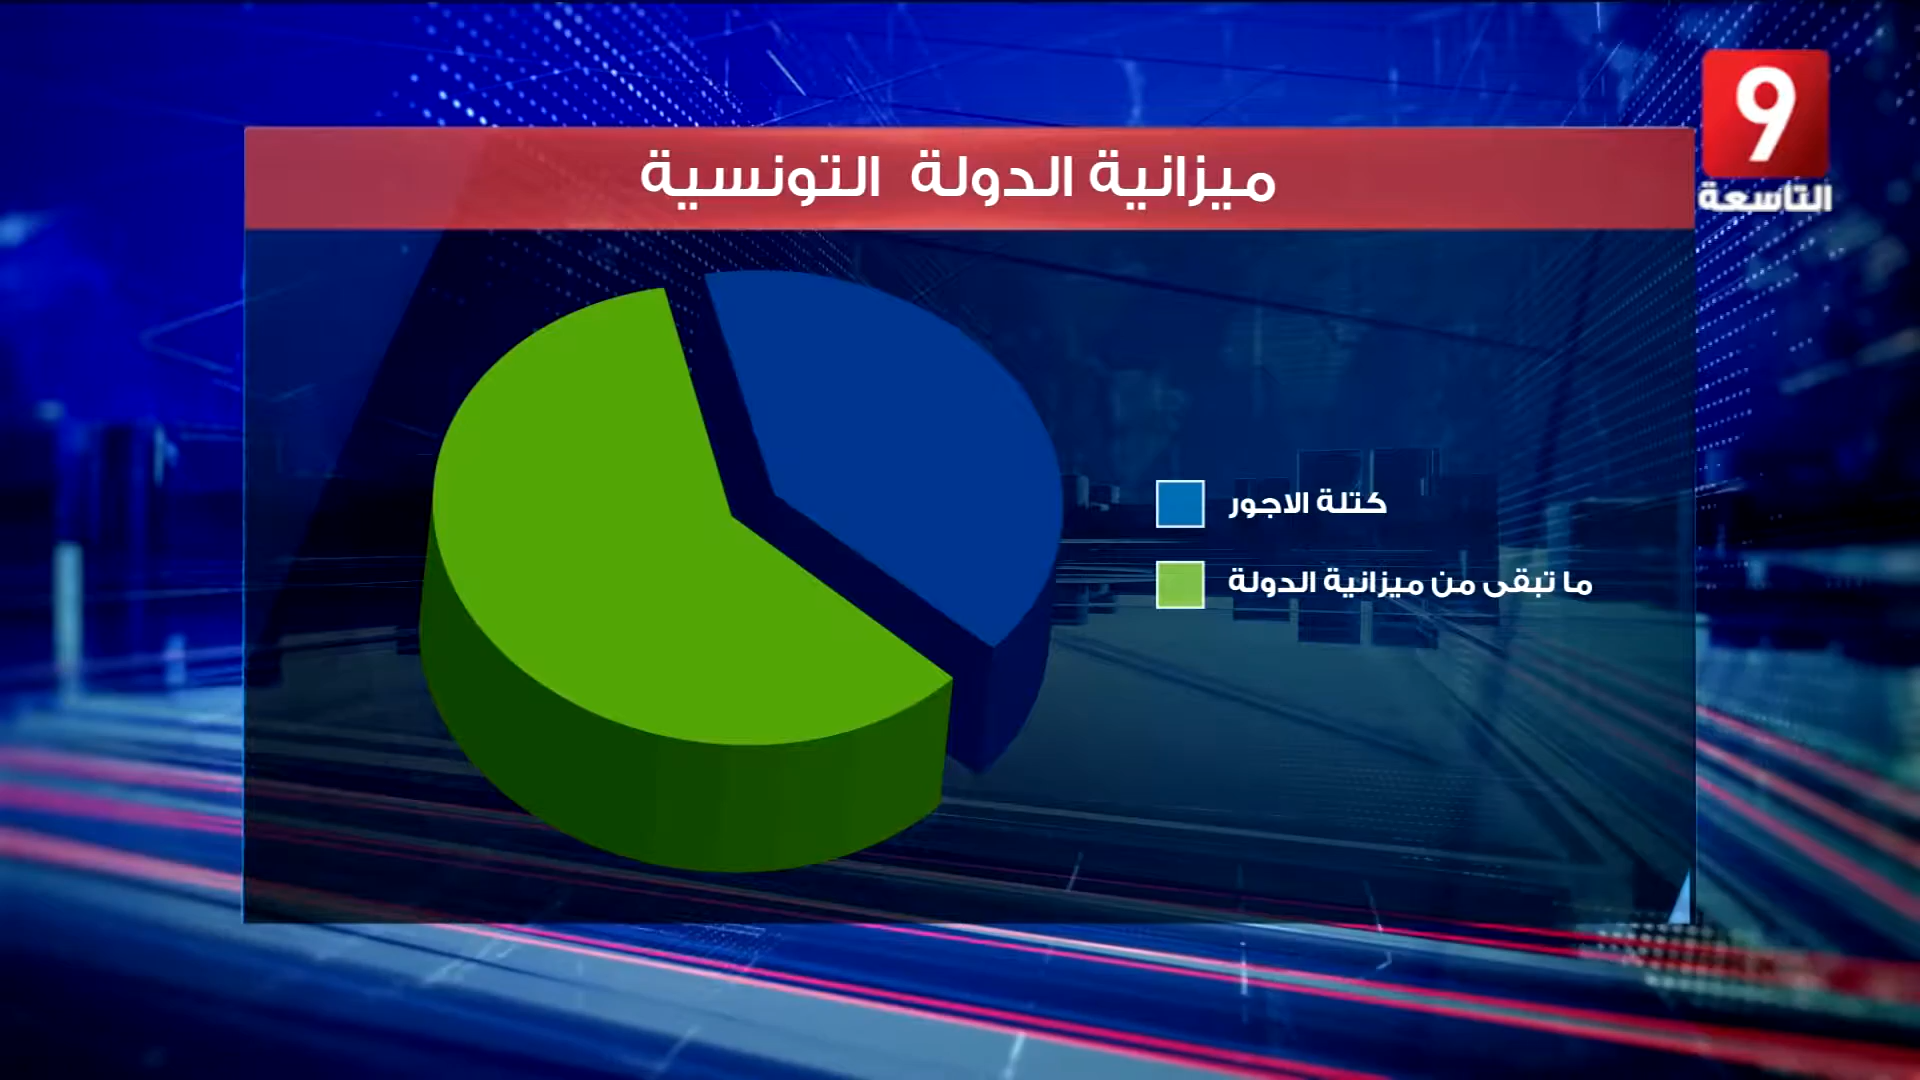 9
التاسعة
ميزانية الدولة التونسية
كتلة الاجور
ما تبقى من ميزانية الدولة